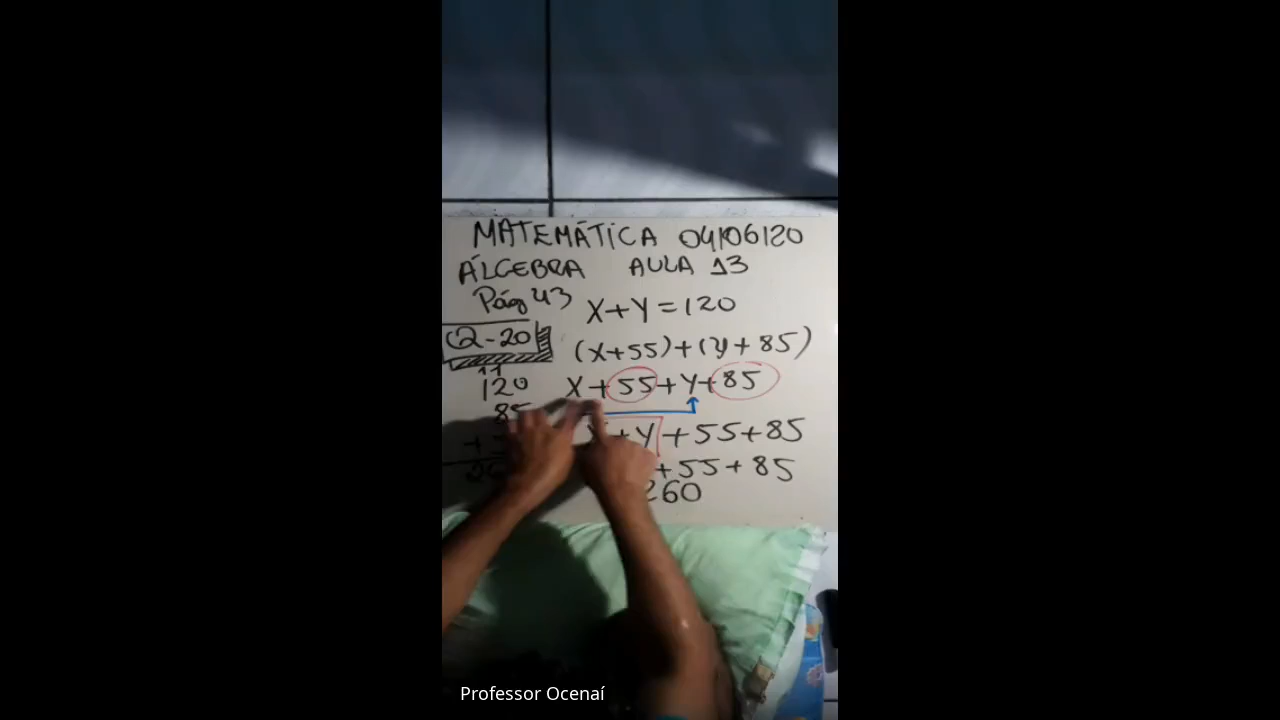 MATEMÁTICA 04/06/20
ÁLGEBRA AULA 13
Pág 43
X+Y=120
Q-20
(X+55)+(y+85)
11
120
X+55+Y+85
85
X+Y+55+85
+55+85
260
Professor Ocenaí